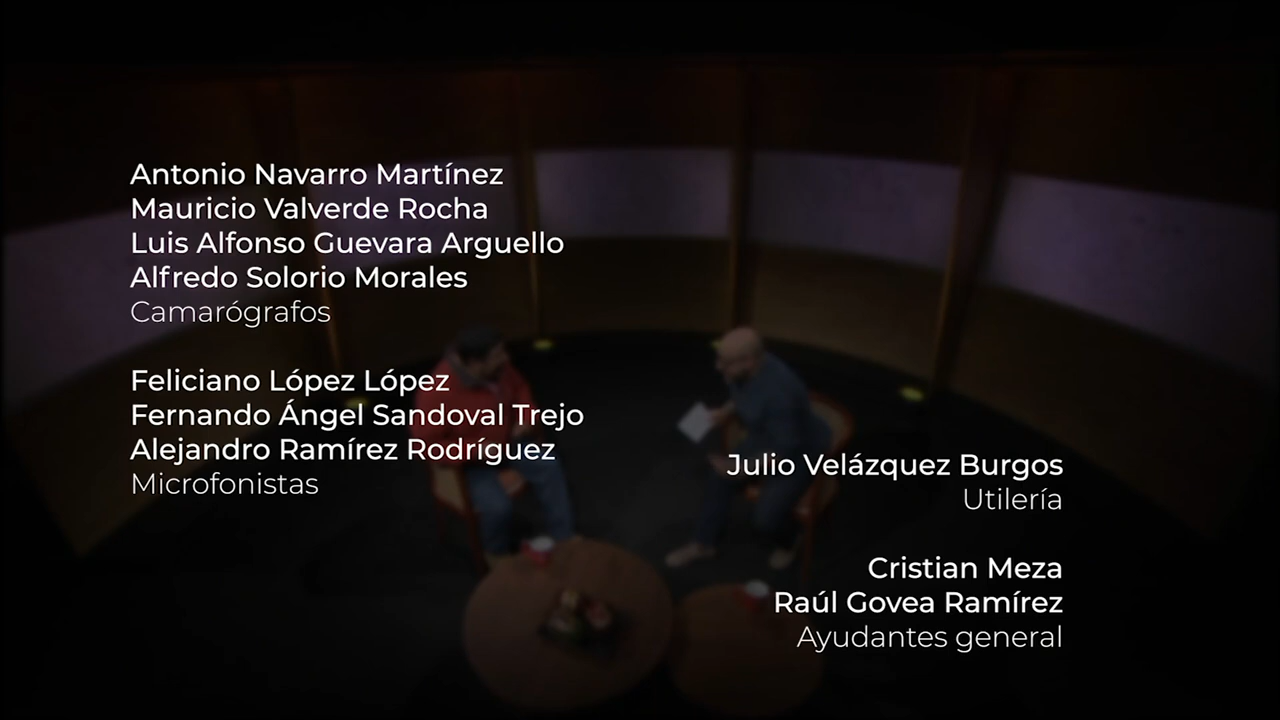 Antonio Navarro Martínez
Mauricio Valverde Rocha
Luis Alfonso Guevara Arguello
Alfredo Solorio Morales
Camarógrafos
Feliciano López López
Fernando Ángel Sandoval Trejo
Alejandro Ramírez Rodríguez
Microfonistas
Julio Velázquez Burgos
Utilería
Cristian Meza
Raúl Govea Ramírez
Ayudantes general